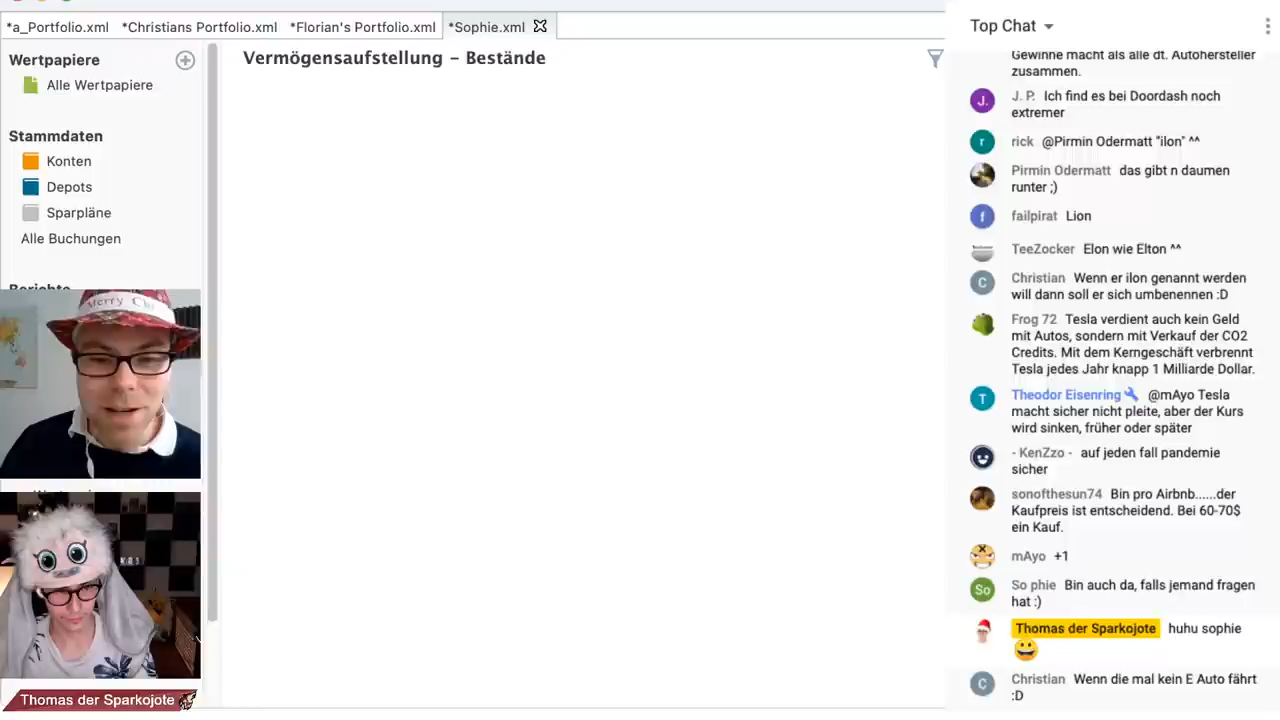 *a_Portfolio.xml *Christians Portfolio.xml *Florian's Portfolio.xml *Sophie.xml
Wertpapiere
Alle Wertpapiere
Stammdaten
Konten
Depots
Sparpläne
Alle Buchungen
Berichte
Vermögensaufstellung – Bestände
Merry
Thomas der Sparkojote
Top Chat
Gewinne macht als alle dt. Autohersteller
zusammen.
J. P. Ich find es bei Doordash noch
extremer
rick @Pirmin Odermatt "ilon" ^^
Pirmin Odermatt das gibt n daumen
runter ;)
failpirat Lion
TeeZocker Elon wie Elton ^^
Christian Wenn er ilon genannt werden
will dann soll er sich umbenennen :D
Frog 72 Tesla verdient auch kein Geld
mit Autos, sondern mit Verkauf der CO2
Credits. Mit dem Kerngeschäft verbrennt
Tesla jedes Jahr knapp 1 Milliarde Dollar.
Theodor Eisenring @mAyo Tesla
macht sicher nicht pleite, aber der Kurs
wird sinken, früher oder später
- KenZzo - auf jeden fall pandemie
sicher
sonofthesun74 Bin pro Airbnb......der
Kaufpreis ist entscheidend. Bei 60-70$
ein Kauf.
mAyo +1
So phie Bin auch da, falls jemand fragen
hat :)
Thomas der Sparkojote huhu sophie
Christian Wenn die mal kein E Auto fährt
:D